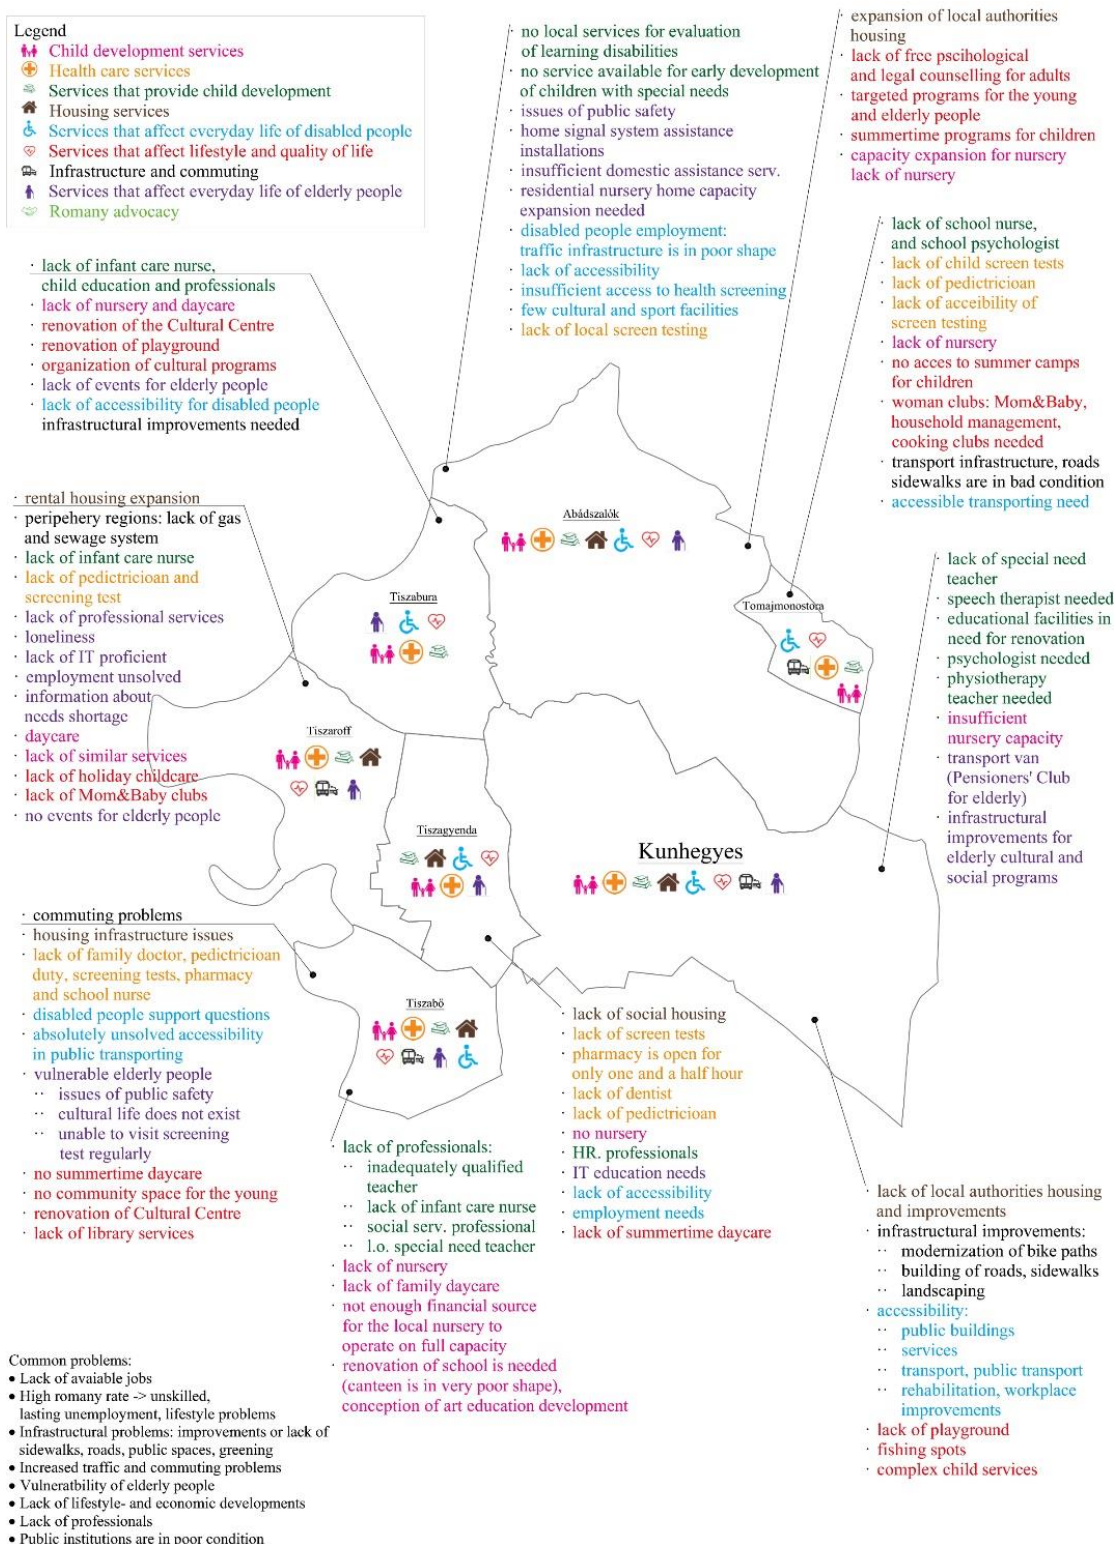 Legend
Child development services
Health care services
Services that provide child development
Housing services
Services that affect everyday life of disabled people
Services that affect lifestyle and quality of life
Infrastructure and commuting
Services that affect everyday life of elderly people
Romany advocacy
· no local services for evaluation
of learning disabilities
· no service available for early development
of children with special needs
· issues of public safety
· home signal system assistance
installations
· insufficient domestic assistance serv.
· residential nursery home capacity
expansion needed
· disabled people employment:
traffic infrastructure is in poor shape
· lack of accessibility
· insufficient access to health screening
· few cultural and sport facilities
· lack of local screen testing
· expansion of local authorities
housing
· lack of free pscihological
and legal counselling for adults
· targeted programs for the young
and elderly people
· summertime programs for children
· capacity expansion for nursery
lack of nursery
· lack of school nurse,
and school psychologist
· lack of child screen tests
· lack of pedictricioan
· lack of acceibility of
screen testing
· lack of nursery
· no acces to summer camps
for children
· woman clubs: Mom&Baby,
household management,
cooking clubs needed
· transport infrastructure, roads
sidewalks are in bad condition
· accessible transporting need
· lack of infant care nurse,
child education and professionals
· lack of nursery and daycare
· renovation of the Cultural Centre
· renovation of playground
· organization of cultural programs
· lack of events for elderly people
· lack of accessibility for disabled people
infrastructural improvements needed
· rental housing expansion
· peripehery regions: lack of gas
and sewage system
· lack of infant care nurse
· lack of pedictricioan and
screening test
· lack of professional services
· loneliness
· lack of IT proficient
· employment unsolved
· information about
needs shortage
· daycare
· lack of similar services
· lack of holiday childcare
· lack of Mom&Baby clubs
· no events for elderly people
Abádszalók
Tiszabura
Tomajmonostora
Tiszaroff
Tiszagyenda
Kunhegyes
Tiszabő
· lack of special need
teacher
· speech therapist needed
· educational facilities in
need for renovation
· psychologist needed
· physiotherapy
teacher needed
· insufficient
nursery capacity
· transport van
(Pensioners' Club
for elderly)
· infrastructural
improvements for
elderly cultural and
social programs
· commuting problems
· housing infrastructure issues
· lack of family doctor, pedictricioan
duty, screening tests, pharmacy
and school nurse
· disabled people support questions
· absolutely unsolved accessibility
in public transporting
· vulnerable elderly people
·· issues of public safety
·· cultural life does not exist
·· unable to visit screening
test regularly
· no summertime daycare
· no community space for the young
· renovation of Cultural Centre
· lack of library services
· lack of professionals:
·· inadequately qualified
teacher
·· lack of infant care nurse
·· social serv. professional
·· l.o. special need teacher
· lack of nursery
· lack of family daycare
· not enough financial source
for the local nursery to
operate on full capacity
· renovation of school is needed
(canteen is in very poor shape),
conception of art education development
· lack of social housing
· lack of screen tests
· pharmacy is open for
only one and a half hour
· lack of dentist
· lack of pedictricioan
· no nursery
· HR. professionals
· IT education needs
· lack of accessibility
· employment needs
· lack of summertime daycare
· lack of local authorities housing
and improvements
· infrastructural improvements:
·· modernization of bike paths
·· building of roads, sidewalks
·· landscaping
· accessibility:
·· public buildings
·· services
·· transport, public transport
·· rehabilitation, workplace
improvements
· lack of playground
· fishing spots
· complex child services
Common problems:
• Lack of avaiable jobs
• High romany rate -> unskilled,
lasting unemployment, lifestyle problems
• Infrastructural problems: improvements or lack of
sidewalks, roads, public spaces, greening
• Increased traffic and commuting problems
• Vulneratbility of elderly people
• Lack of lifestyle- and economic developments
• Lack of professionals
• Public institutions are in poor condition